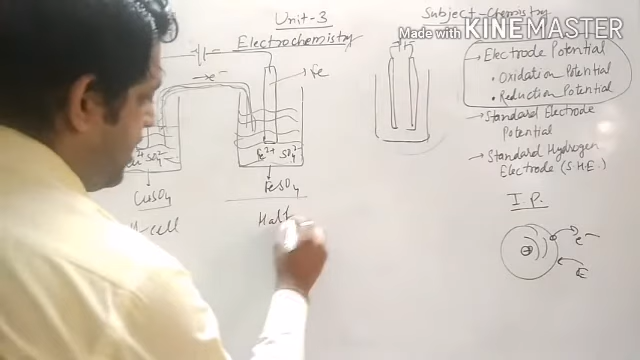 Unit-3
Subject-Chemistry
Made with KINEMASTER
Electrochemistry
→ Electrode Potential
• Oxidation Potential
• Reduction Potential
→ Standard Electrode
Potential
→ Standard Hydrogen
Electrode (S.H.E.)
I.P.
e⁻
Fe
e⁻
Fe²⁺ SO₄²⁻
SO₄²⁻
CuSO₄
FeSO₄
-cell
Half